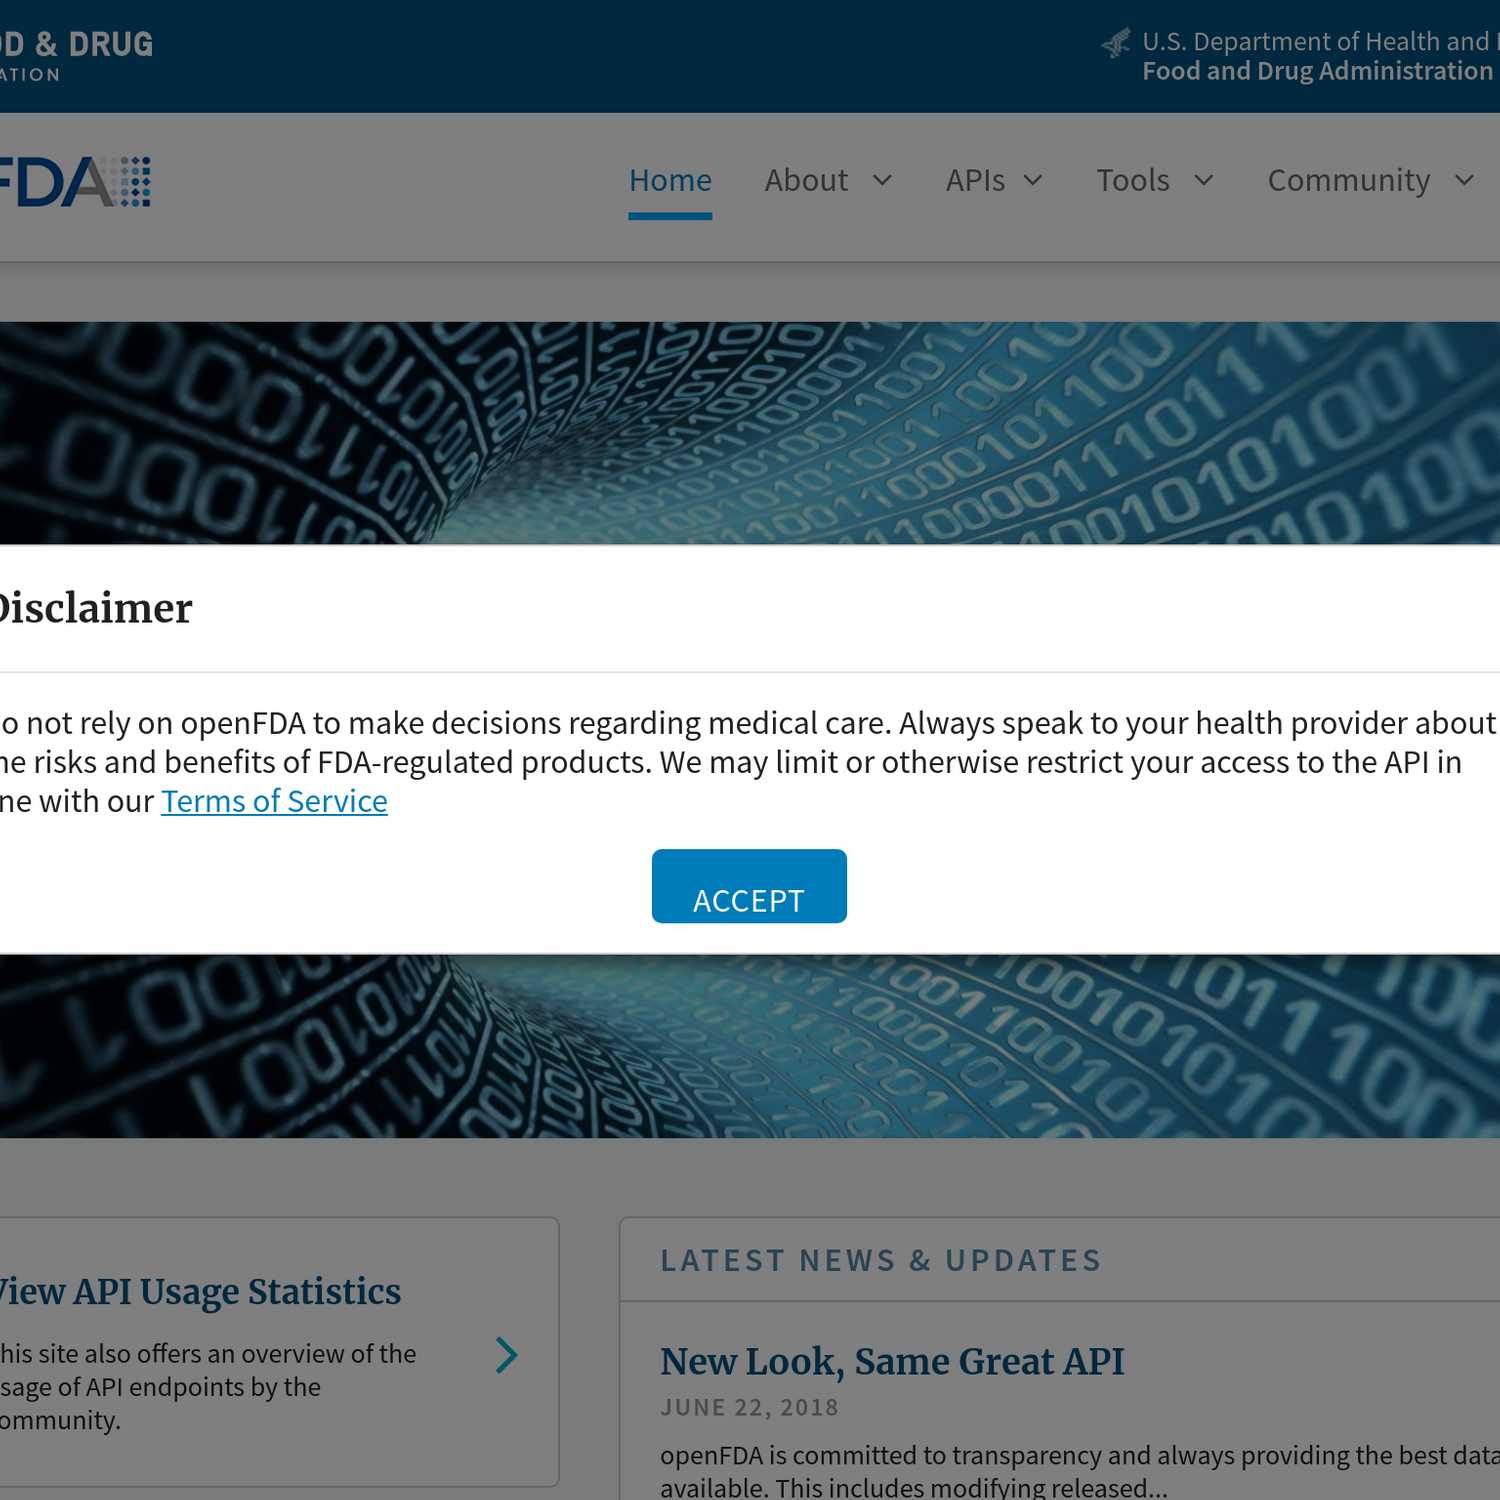 OD & DRUG
ATION
U.S. Department of Health and
Food and Drug Administration
FDA
Home
About
APIs
Tools
Community
Disclaimer
o not rely on openFDA to make decisions regarding medical care. Always speak to your health provider about
he risks and benefits of FDA-regulated products. We may limit or otherwise restrict your access to the API in
ne with our Terms of Service
ACCEPT
View API Usage Statistics
his site also offers an overview of the
sage of API endpoints by the
ommunity.
LATEST NEWS & UPDATES
New Look, Same Great API
JUNE 22, 2018
openFDA is committed to transparency and always providing the best data
available. This includes modifying released...